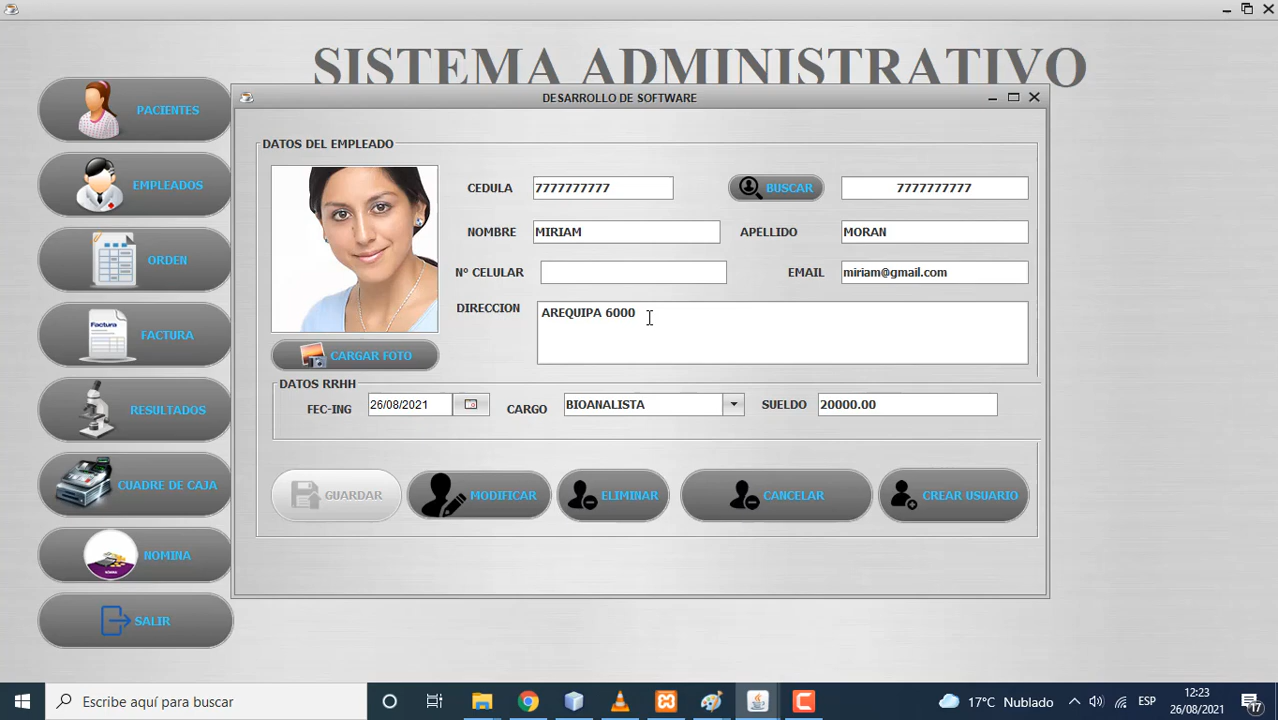 SISTEMA ADMINISTRATIVO
PACIENTES
EMPLEADOS
ORDEN
Factura
FACTURA
RESULTADOS
CUADRE DE CAJA
NOMINA
SALIR
DESARROLLO DE SOFTWARE
DATOS DEL EMPLEADO
CEDULA 7777777777 BUSCAR 7777777777
NOMBRE MIRIAM APELLIDO MORAN
N° CELULAR EMAIL miriam@gmail.com
DIRECCION AREQUIPA 6000
CARGAR FOTO
DATOS RRHH
FEC-ING 26/08/2021 CARGO BIOANALISTA SUELDO 20000.00
GUARDAR MODIFICAR ELIMINAR CANCELAR CREAR USUARIO
Escribe aquí para buscar 17°C Nublado ESP 12:23
26/08/2021 17